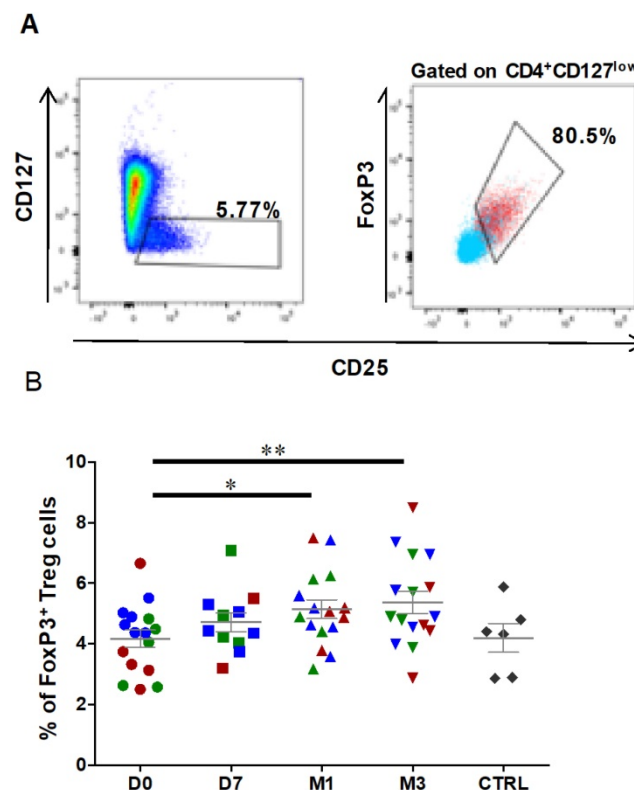 A
Gated on CD4+CD127low
CD127
5.77%
FoxP3
80.5%
CD25
B
% of FoxP3+ Treg cells
10
8
6
4
2
0
**
*
D0 D7 M1 M3 CTRL